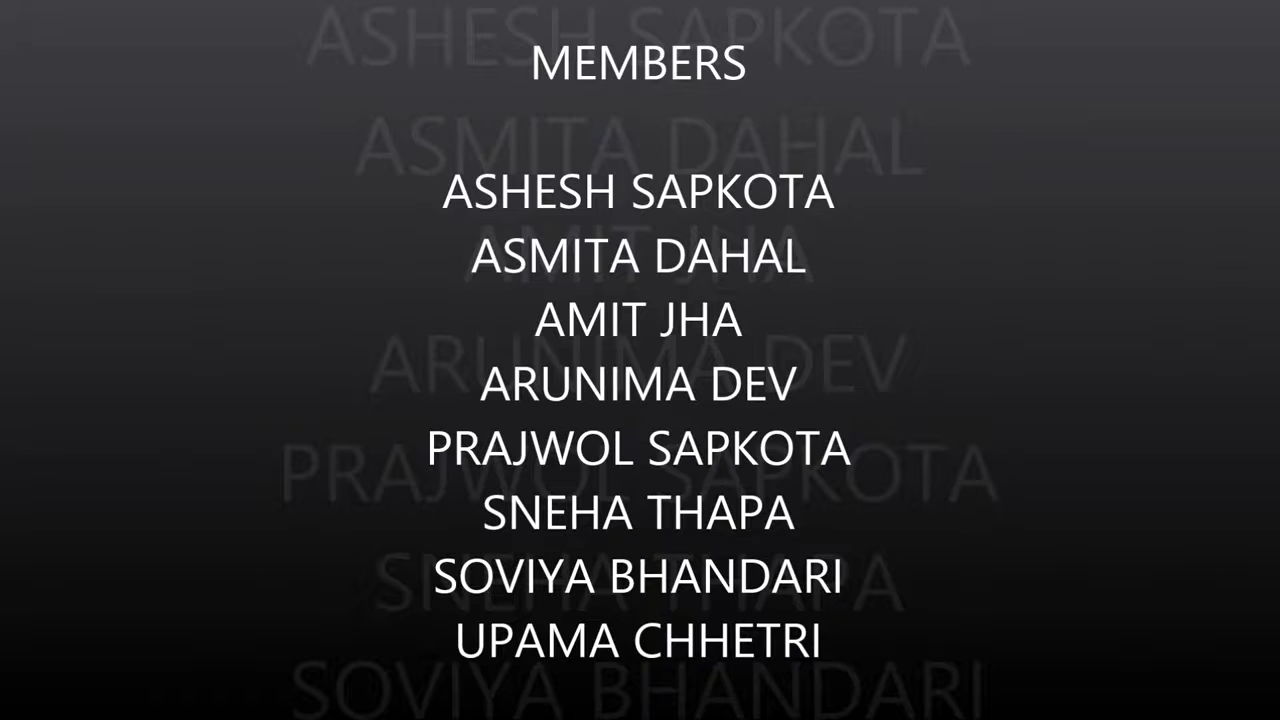 MEMBERS
ASHESH SAPKOTA
ASMITA DAHAL
AMIT JHA
ARUNIMA DEV
PRAJWOL SAPKOTA
SNEHA THAPA
SOVIYA BHANDARI
UPAMA CHHETRI